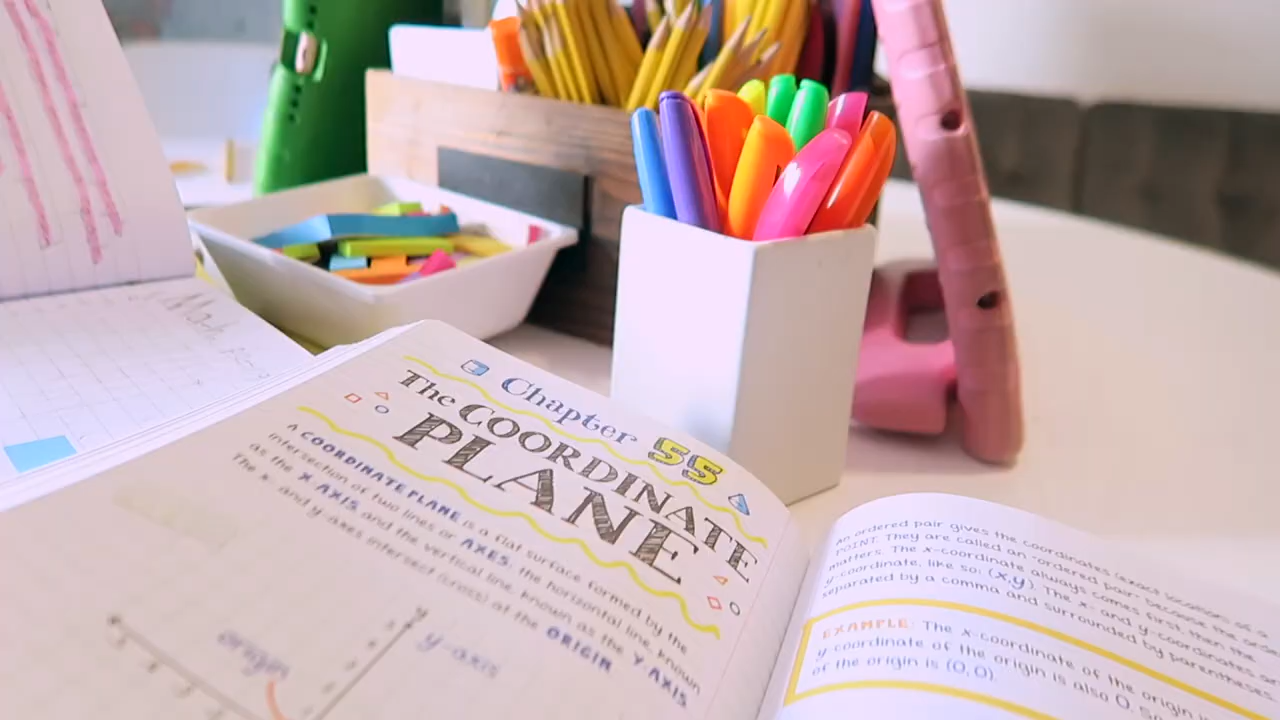 Math
Chapter 55
The COORDINATE
PLANE
A COORDINATE PLANE is a flat surface formed by the
intersection of two lines or AXES: the horizontal line, known
as the X AXIS and the vertical line, known as the Y AXIS
The x- and y-axes intersect (cross) at the ORIGIN
origin
y-axis
An ordered pair gives the coordinates (exact location) of a
POINT. They are called an "ordered pair" because the order
matters. The x-coordinate always comes first, then the
y-coordinate, like so: (x,y). The x- and y-coordinates are
separated by a comma and surrounded by parentheses.
EXAMPLE: The x-coordinate of the origin
y-coordinate of the origin is also 0, so
of the origin is (0,0).